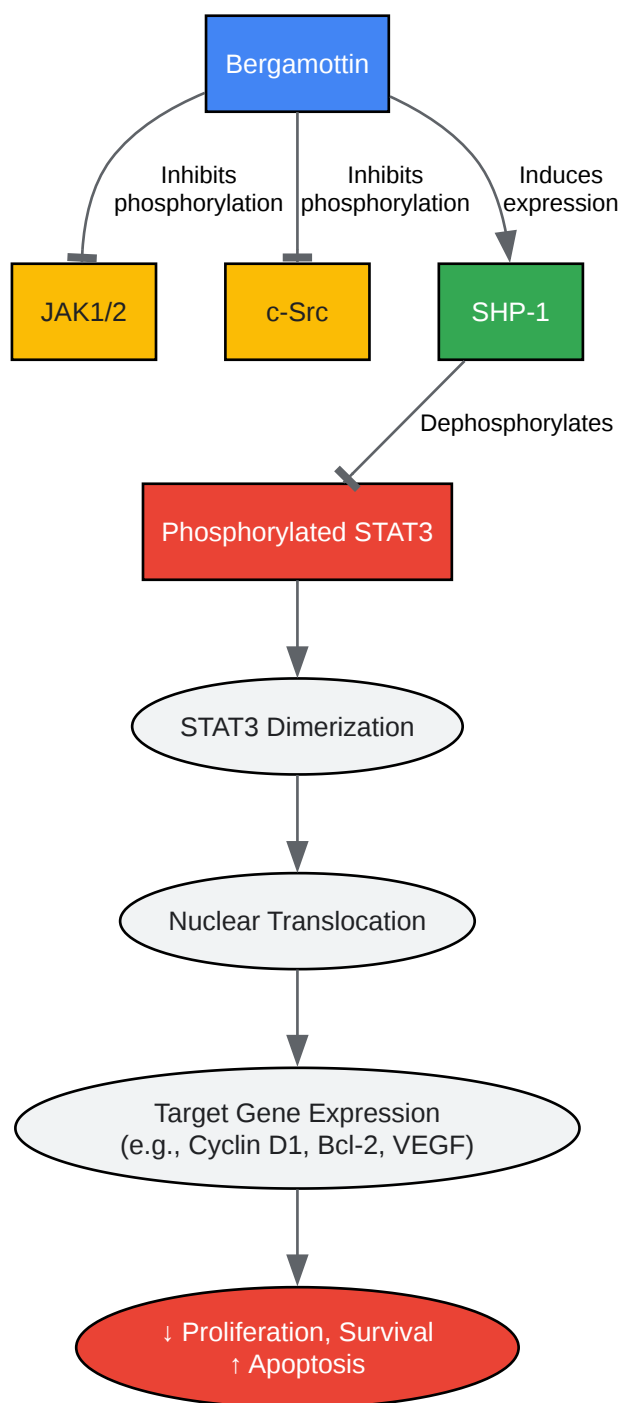 Bergamottin
Inhibits
phosphorylation
Inhibits
phosphorylation
Induces
expression
JAK1/2
c-Src
SHP-1
Dephosphorylates
Phosphorylated STAT3
STAT3 Dimerization
Nuclear Translocation
Target Gene Expression
(e.g., Cyclin D1, Bcl-2, VEGF)
↓ Proliferation, Survival
↑ Apoptosis